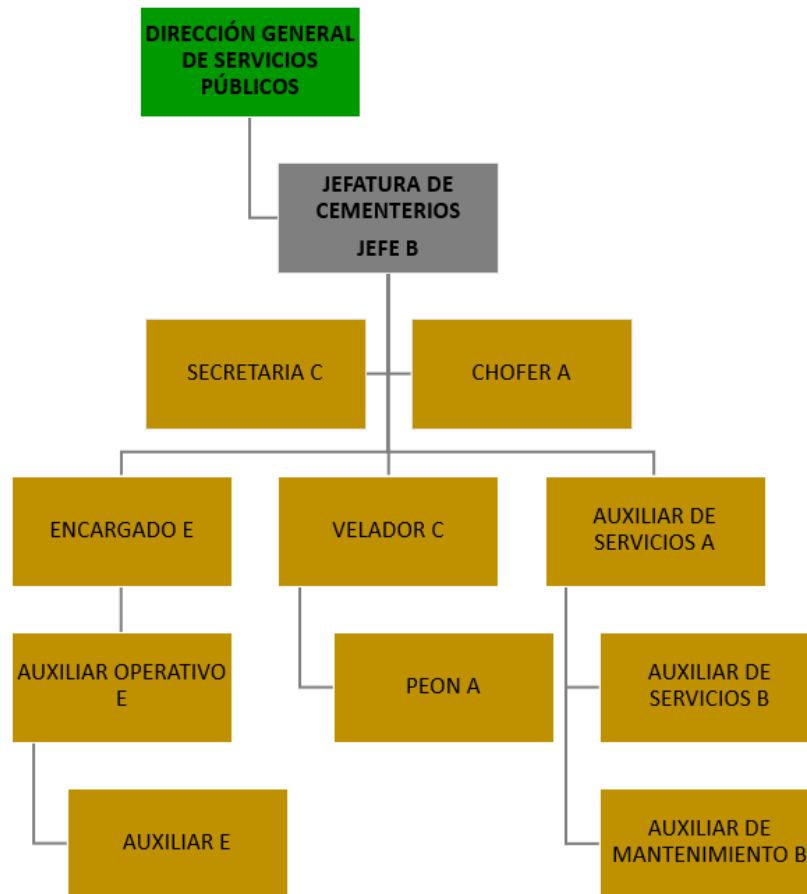 DIRECCIÓN GENERAL
DE SERVICIOS
PÚBLICOS
JEFATURA DE
CEMENTERIOS
JEFE B
SECRETARIA C
CHOFER A
ENCARGADO E
VELADOR C
AUXILIAR DE
SERVICIOS A
AUXILIAR OPERATIVO
E
PEON A
AUXILIAR DE
SERVICIOS B
AUXILIAR E
AUXILIAR DE
MANTENIMIENTO B